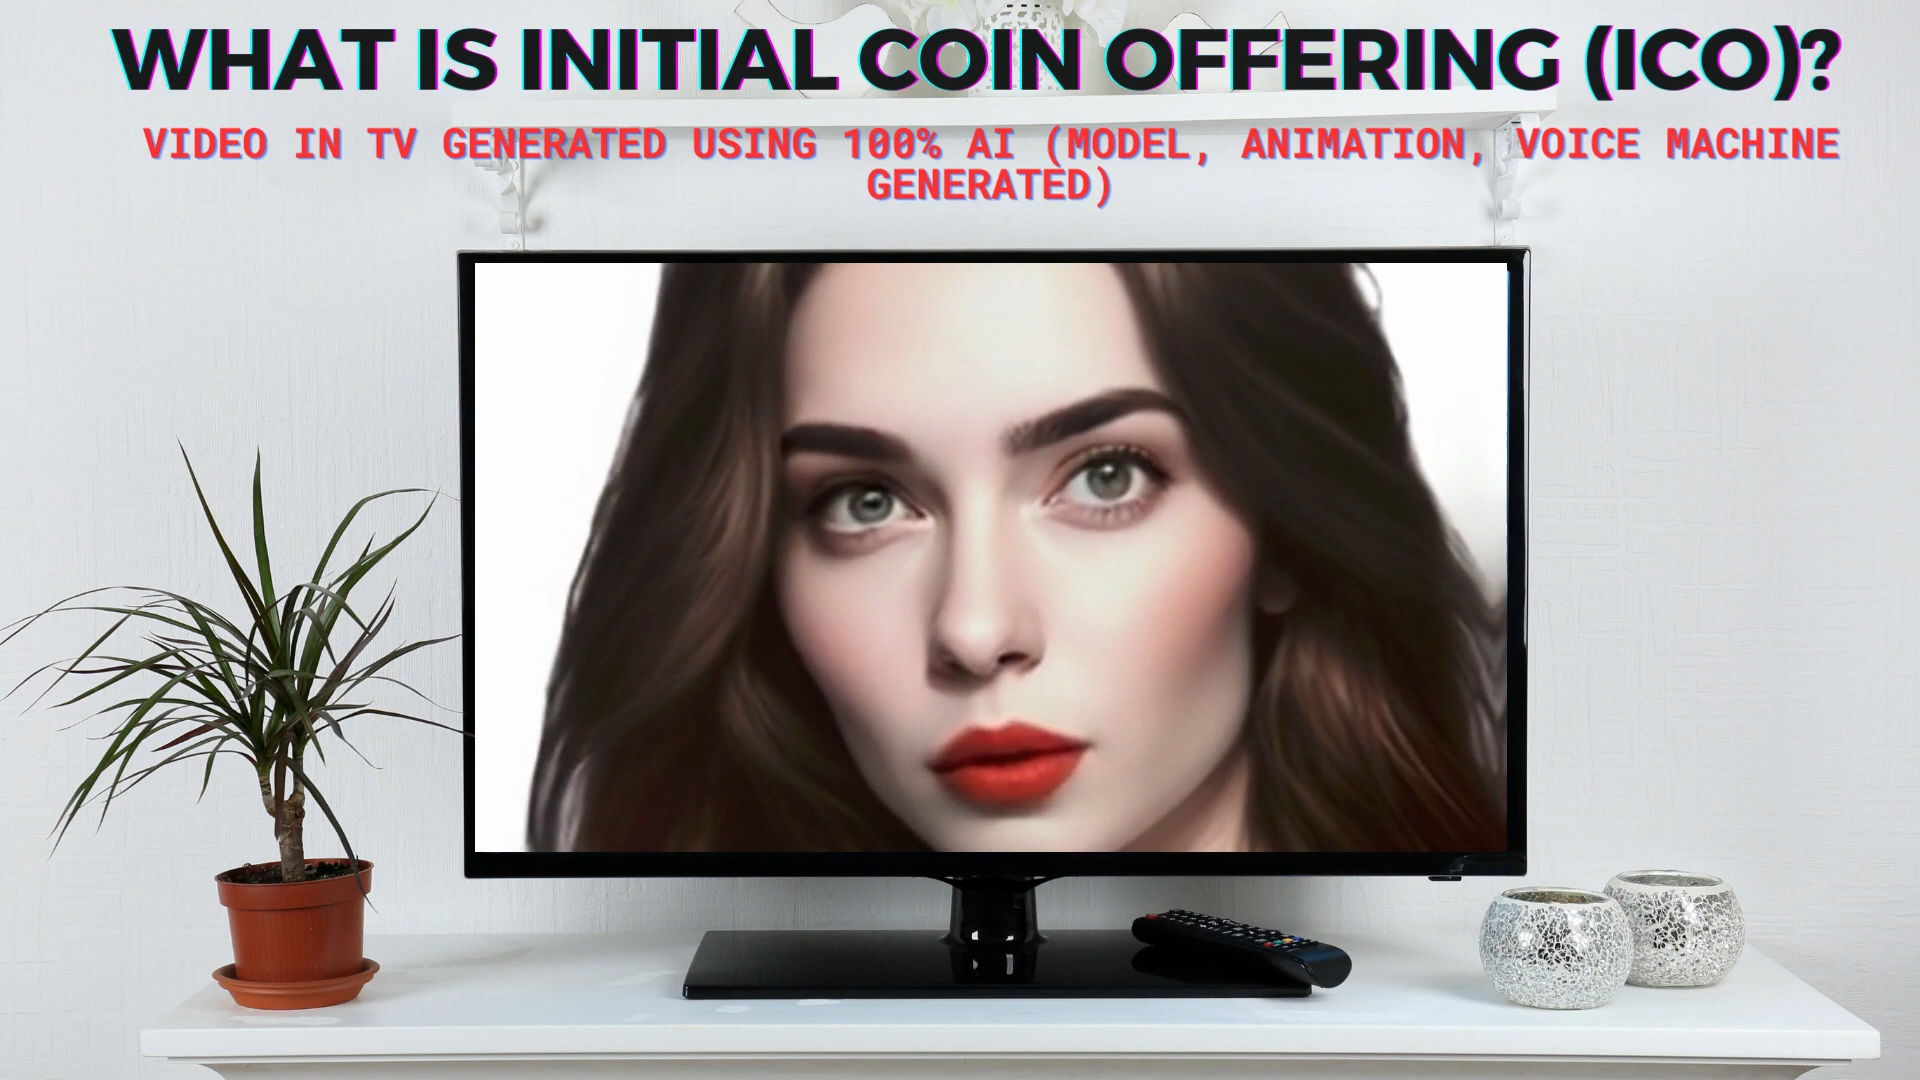 WHAT IS INITIAL COIN OFFERING (ICO)?
VIDEO IN TV GENERATED USING 100% AI (MODEL, ANIMATION, VOICE MACHINE
GENERATED)